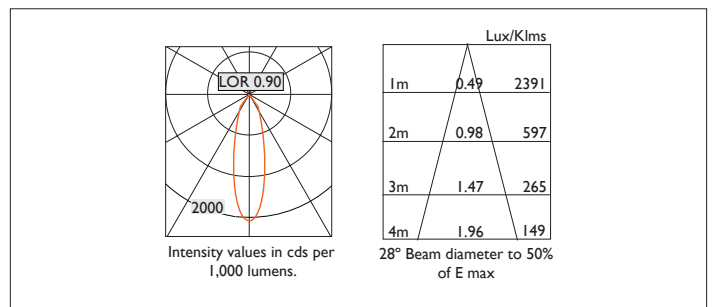 LOR 0.90
2000
Intensity values in cds per
1,000 lumens.
Lux/Klms
1m 0.49 2391
2m 0.98 597
3m 1.47 265
4m 1.96 149
28º Beam diameter to 50%
of E max